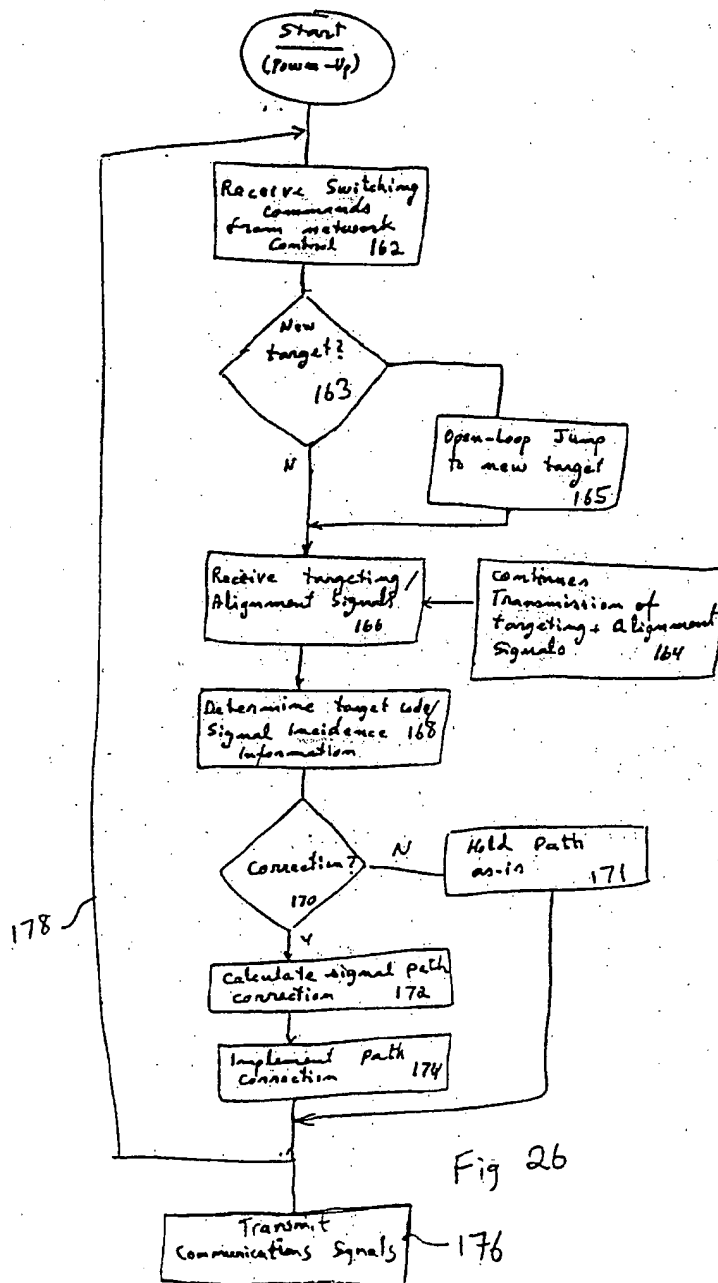 Start
(Power-Up)
Receive Switching
commands
from network
Control 162
New
target?
163
N
Open-Loop Jump
to new target
165
Receive targeting/
Alignment Signals
166
Continues
Transmission of
targeting + Alignment
Signals 164
Determine target code/
Signal Incidence 168
Information
Correction?
170
N
Hold Path
as-is
171
Y
Calculate signal path
correction 172
Implement Path
connection 174
178
Fig 26
Transmit
Communications Signals
176